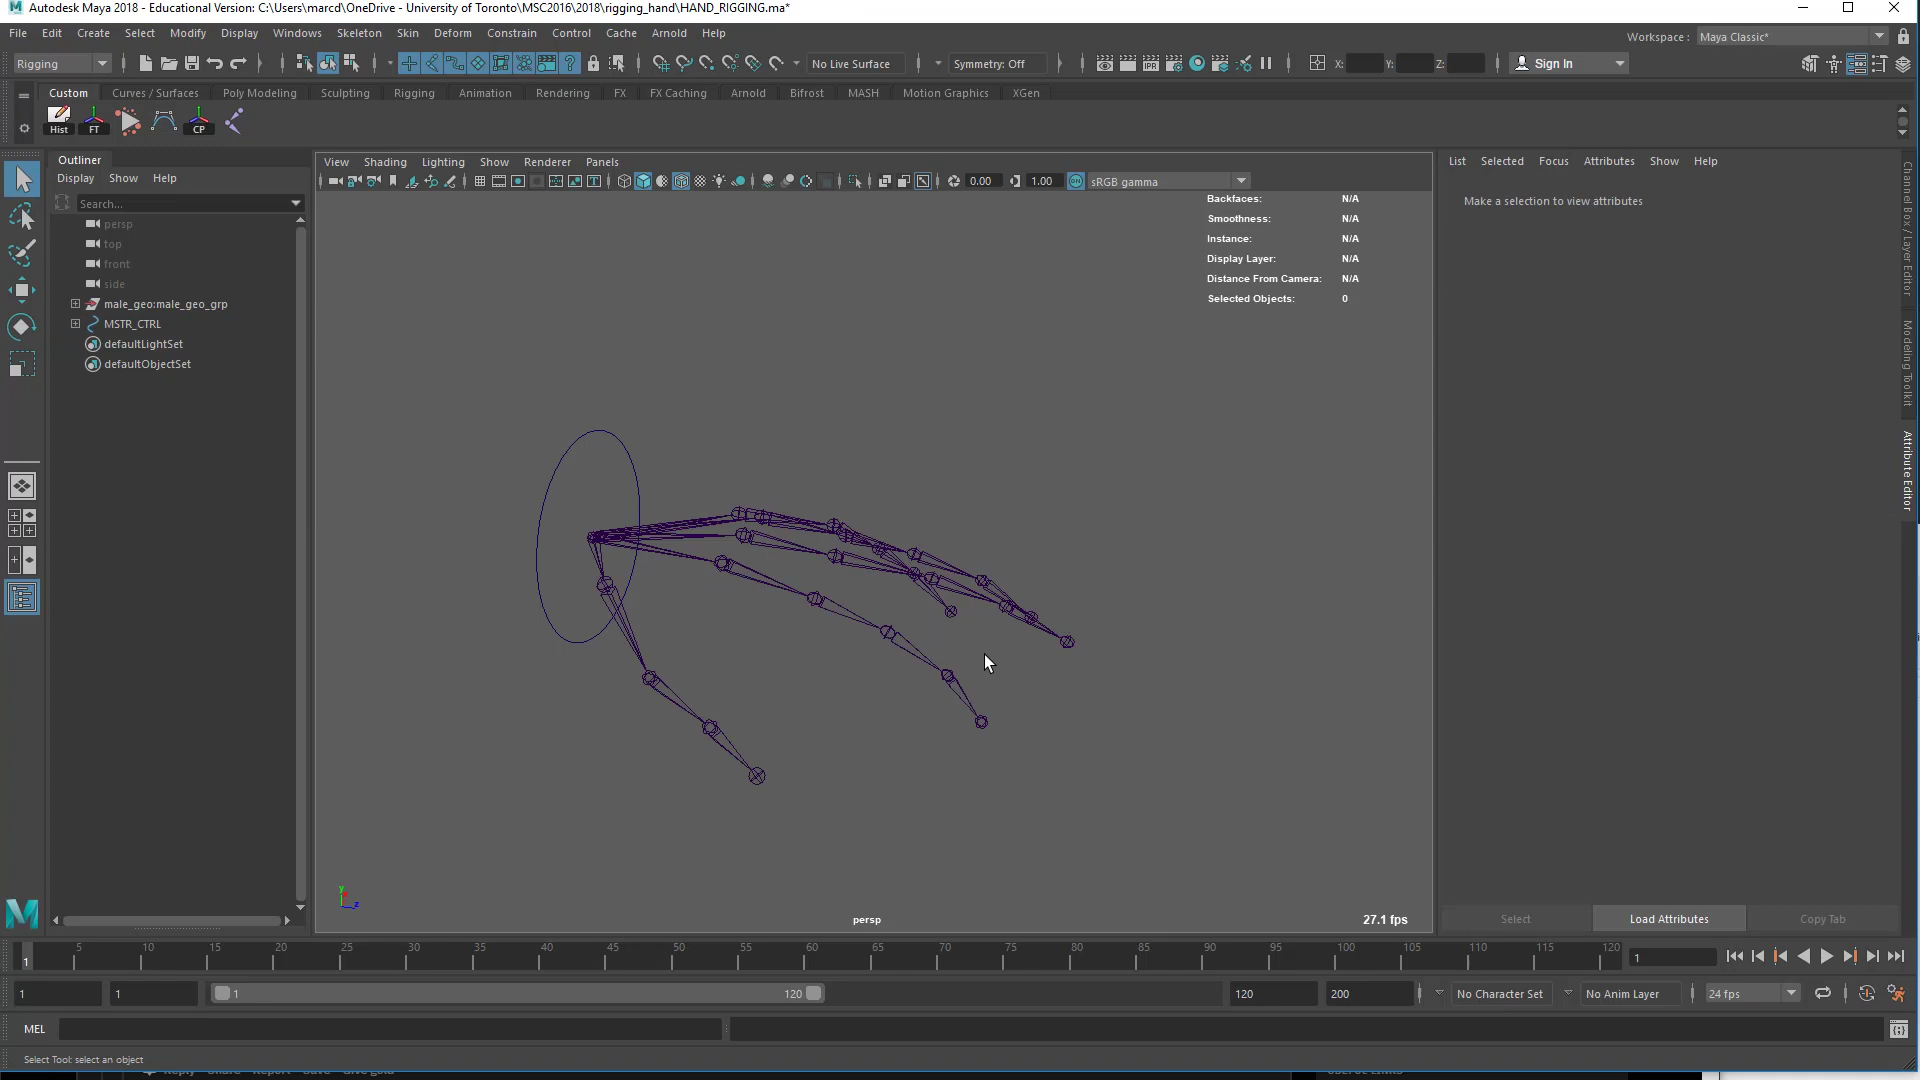 Autodesk Maya 2018 - Educational Version: C:\Users\marcd\OneDrive - University of Toronto\MSC2016\2018\rigging_hand\HAND_RIGGING.ma*
File Edit Create Select Modify Display Windows Skeleton Skin Deform Constrain Control Cache Arnold Help
Workspace : Maya Classic*
Rigging No Live Surface Symmetry: Off X: Y: Z: Sign In
Custom Curves / Surfaces Poly Modeling Sculpting Rigging Animation Rendering FX FX Caching Arnold Bifrost MASH Motion Graphics XGen
Hist FT CP
Outliner
Display Show Help
Search...
persp
top
front
side
male_geo:male_geo_grp
MSTR_CTRL
defaultLightSet
defaultObjectSet
View Shading Lighting Show Renderer Panels
0.00 1.00 sRGB gamma
Backfaces: N/A
Smoothness: N/A
Instance: N/A
Display Layer: N/A
Distance From Camera: N/A
Selected Objects: 0
y
z
persp
27.1 fps
List Selected Focus Attributes Show Help
Make a selection to view attributes
Channel Box / Layer Editor
Modeling Toolkit
Attribute Editor
Select Load Attributes Copy Tab
1 5 10 15 20 25 30 35 40 45 50 55 60 65 70 75 80 85 90 95 100 105 110 115 120 1
1 1 1 120 120 200 No Character Set No Anim Layer 24 fps
MEL
Select Tool: select an object